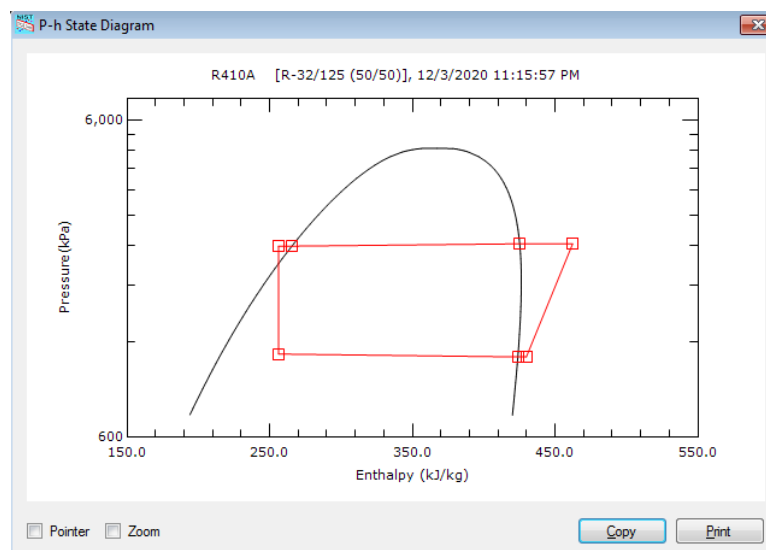 NIST
P-h State Diagram
R410A [R-32/125 (50/50)], 12/3/2020 11:15:57 PM
6,000
Pressure(kPa)
600
150.0 250.0 350.0 450.0 550.0
Enthalpy (kJ/kg)
Pointer Zoom Copy Print